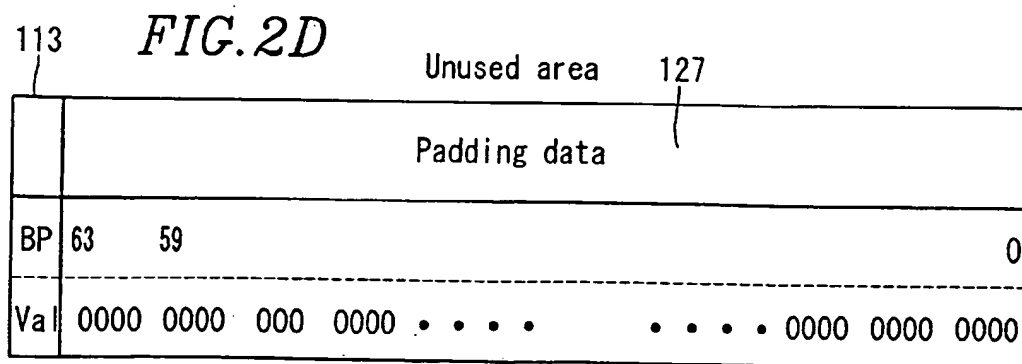 113 FIG.2D
Unused area 127
Padding data
BP 63 59 0
Val 0000 0000 000 0000 • • • • • • • • 0000 0000 0000